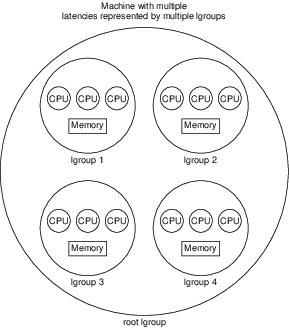 Machine with multiple
latencies represented by multiple lgroups
CPU CPU CPU
Memory
lgroup 1
CPU CPU CPU
Memory
lgroup 2
CPU CPU CPU
Memory
lgroup 3
CPU CPU CPU
Memory
lgroup 4
root lgroup